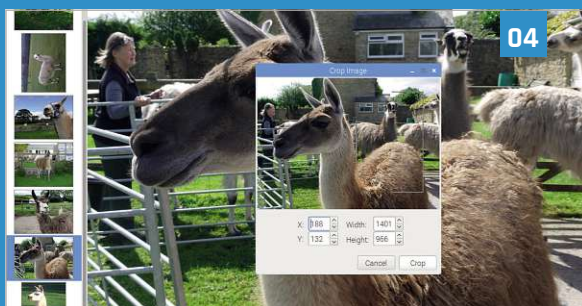 04
Crop Image
X: 188 Width: 1401
Y: 132 Height: 966
Cancel Crop